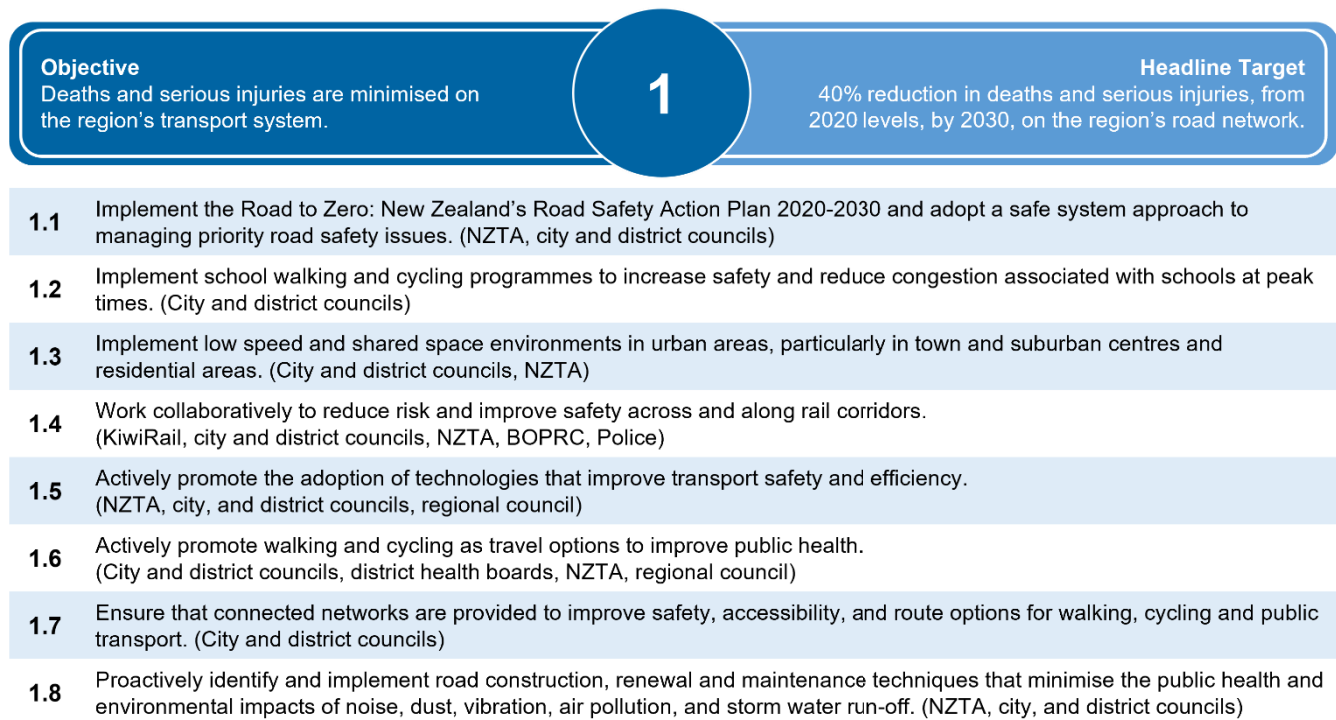 Objective
Deaths and serious injuries are minimised on
the region's transport system.
1
Headline Target
40% reduction in deaths and serious injuries, from
2020 levels, by 2030, on the region's road network.
1.1
Implement the Road to Zero: New Zealand's Road Safety Action Plan 2020-2030 and adopt a safe system approach to
managing priority road safety issues. (NZTA, city and district councils)
1.2
Implement school walking and cycling programmes to increase safety and reduce congestion associated with schools at peak
times. (City and district councils)
1.3
Implement low speed and shared space environments in urban areas, particularly in town and suburban centres and
residential areas. (City and district councils, NZTA)
1.4
Work collaboratively to reduce risk and improve safety across and along rail corridors.
(KiwiRail, city and district councils, NZTA, BOPRC, Police)
1.5
Actively promote the adoption of technologies that improve transport safety and efficiency.
(NZTA, city, and district councils, regional council)
1.6
Actively promote walking and cycling as travel options to improve public health.
(City and district councils, district health boards, NZTA, regional council)
1.7
Ensure that connected networks are provided to improve safety, accessibility, and route options for walking, cycling and public
transport. (City and district councils)
1.8
Proactively identify and implement road construction, renewal and maintenance techniques that minimise the public health and
environmental impacts of noise, dust, vibration, air pollution, and storm water run-off. (NZTA, city, and district councils)